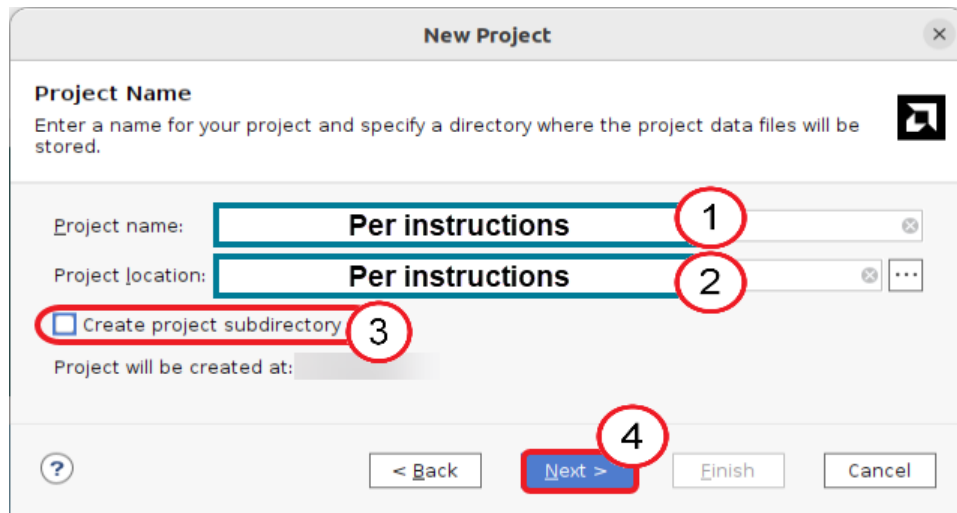 New Project
Project Name
Enter a name for your project and specify a directory where the project data files will be
stored.
Project name: Per instructions 1
Project location: Per instructions 2 ...
Create project subdirectory 3
Project will be created at:
4
? < Back Next > Finish Cancel